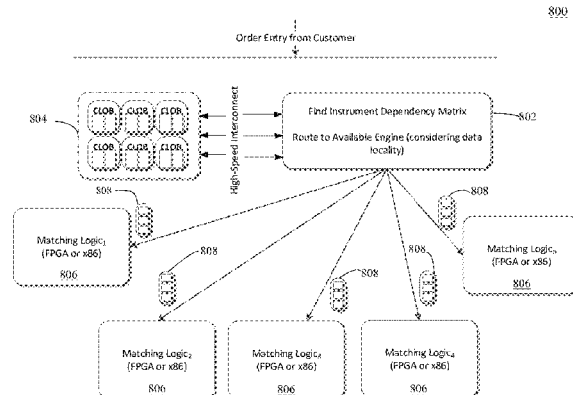 800
Order Entry from Customer
804
CLOB CLOB CLOB
CLOB CLOB CLOB
High-Speed Interconnect
Find Instrument Dependency Matrix
Route to Available Engine (considering data
locality)
802
808
808
808
808
808
Matching Logic₁
(FPGA or x86)
806
Matching Logicₙ
(FPGA or x86)
806
Matching Logic₂
(FPGA or x86)
806
Matching Logic₃
(FPGA or x86)
806
Matching Logic₄
(FPGA or x86)
806